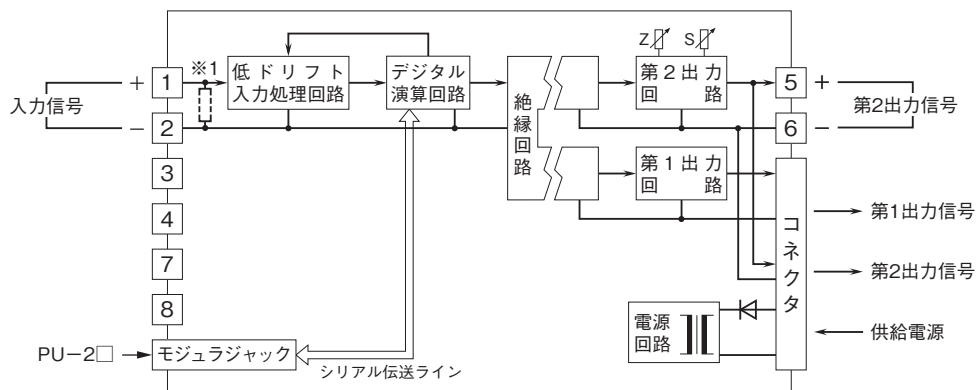 Z S
※1
低ドリフト
入力処理回路
デジタル
演算回路
絶縁回路
第2出力
回 路
入力信号
+ 1
− 2
3
4
7
8
5 +
6 −
第2出力信号
第1出力
回 路
コネクタ
第1出力信号
第2出力信号
供給電源
電源
回路
PU−2□
モジュラジャック
シリアル伝送ライン